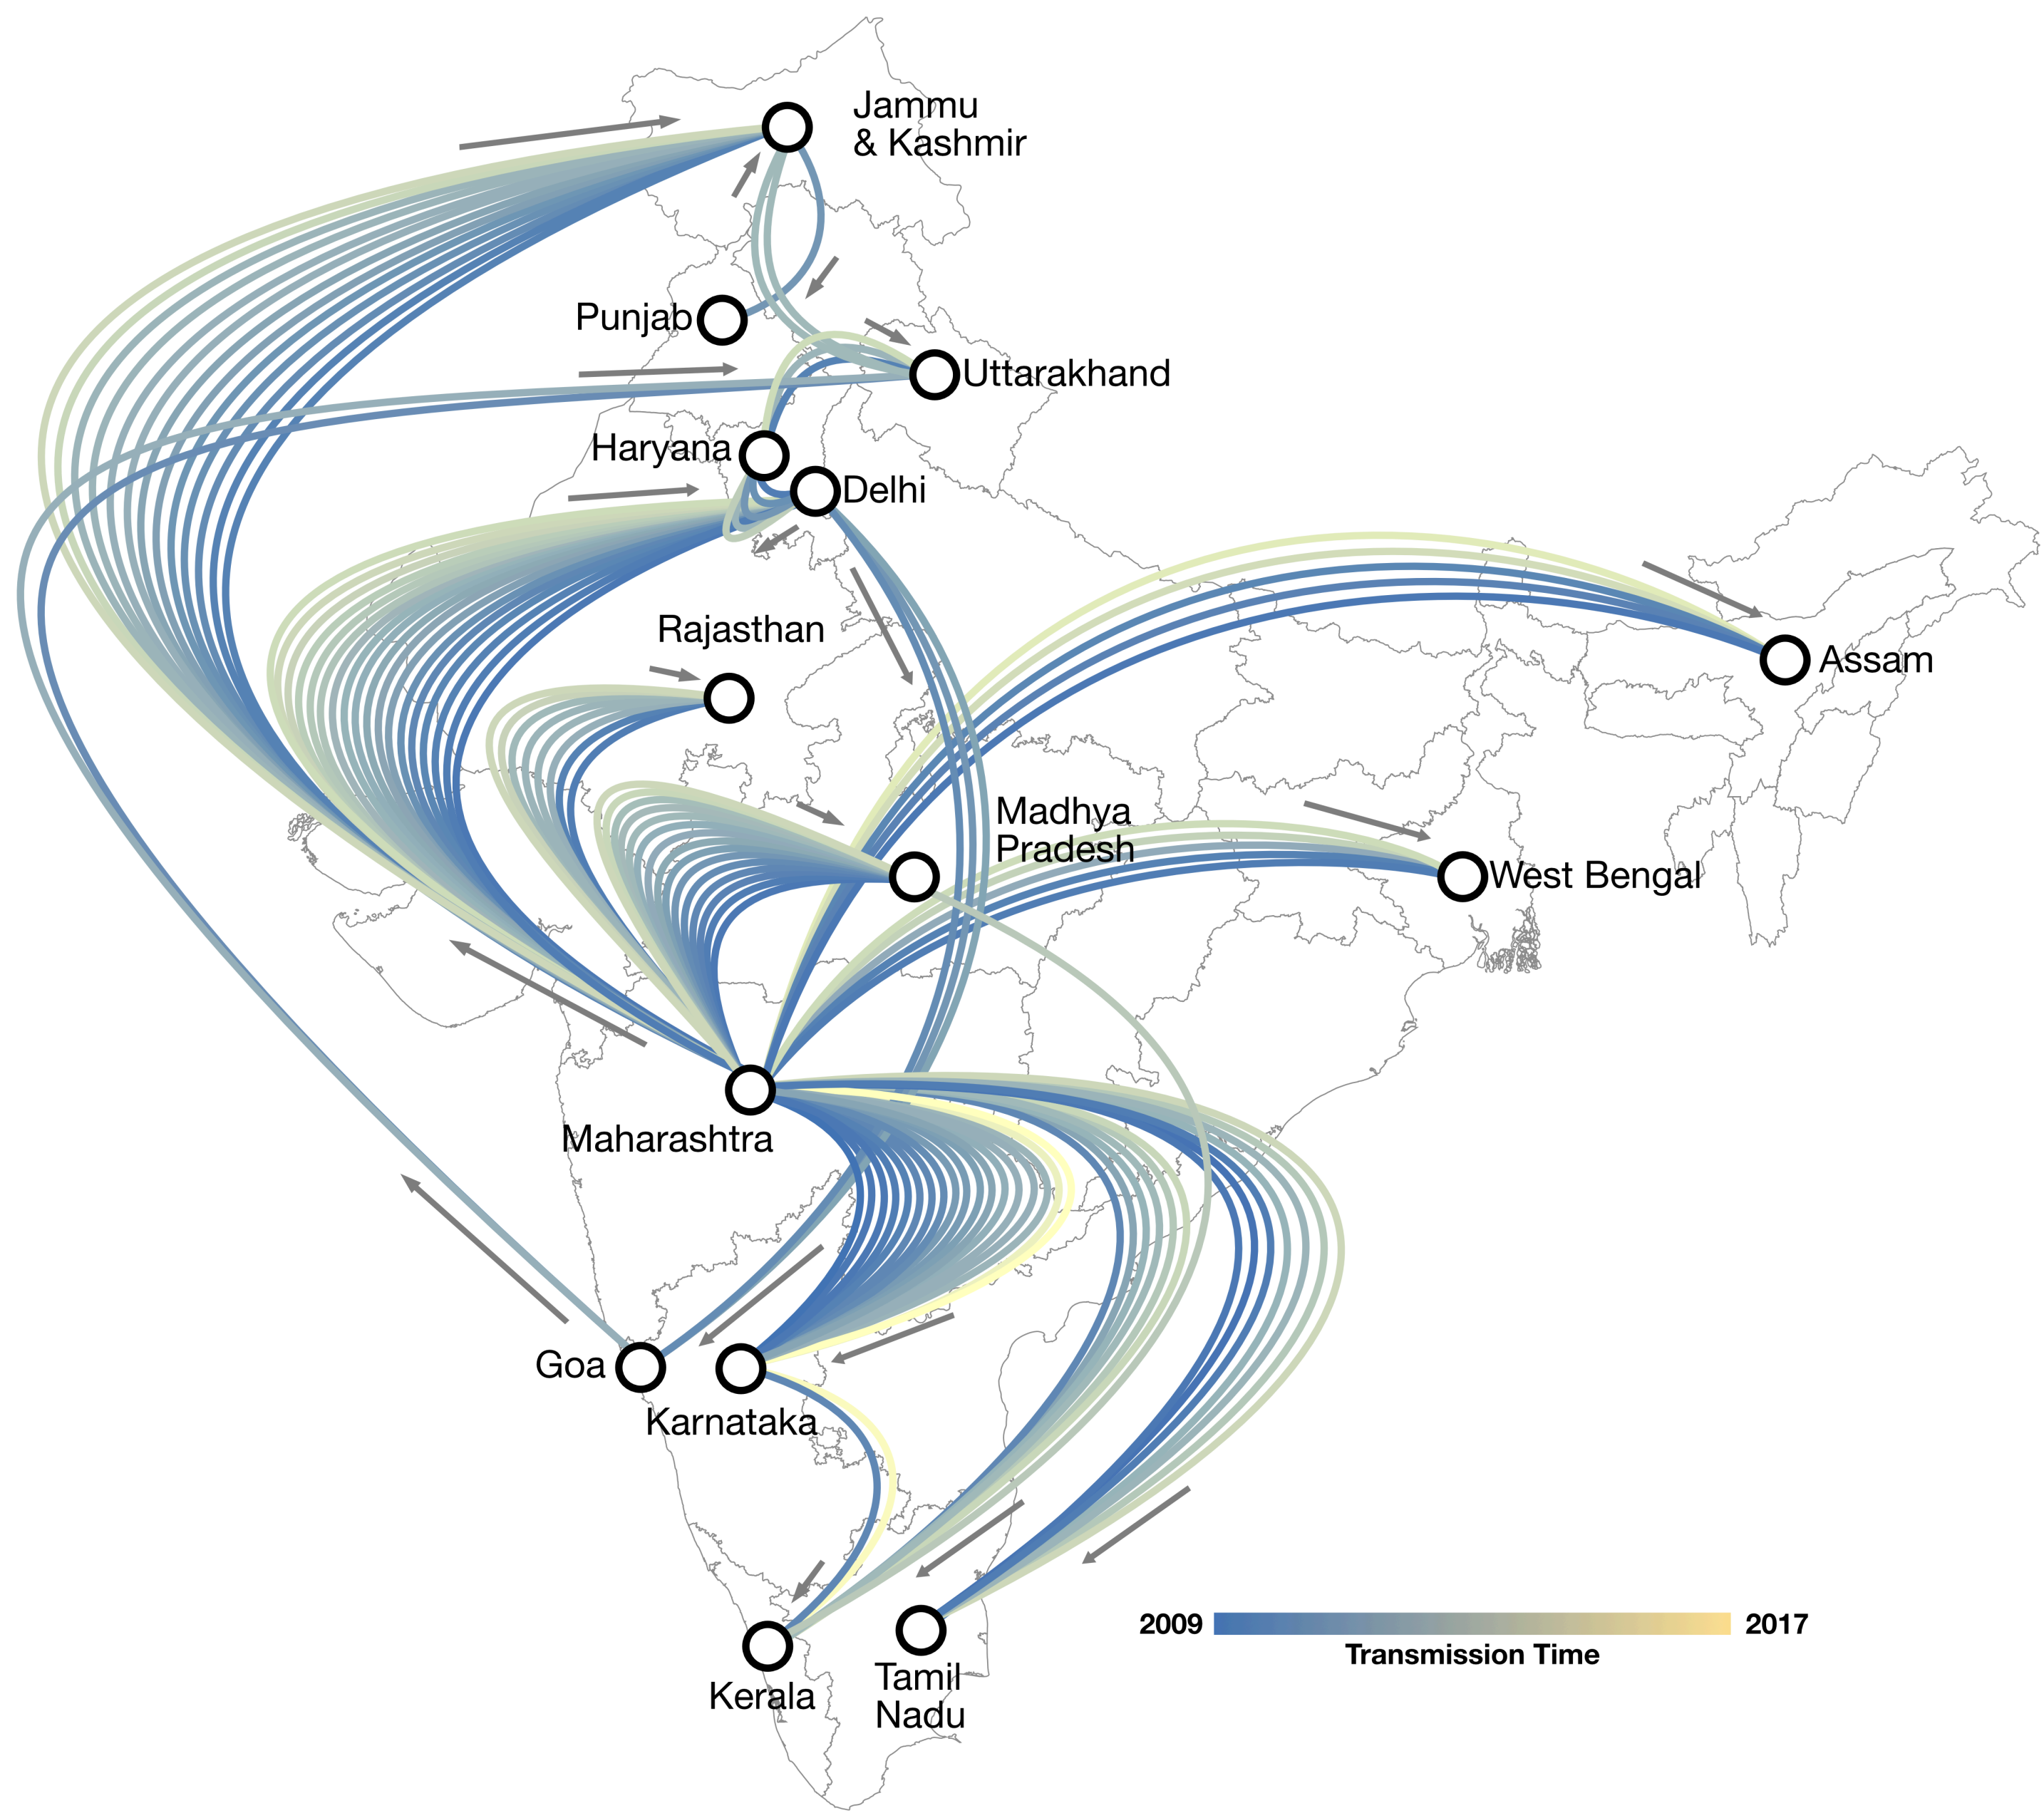 Jammu
& Kashmir
Punjab
Uttarakhand
Haryana
Delhi
Rajasthan
Assam
Madhya
Pradesh
West Bengal
Maharashtra
Goa
Karnataka
2009
2017
Transmission Time
Kerala
Tamil
Nadu